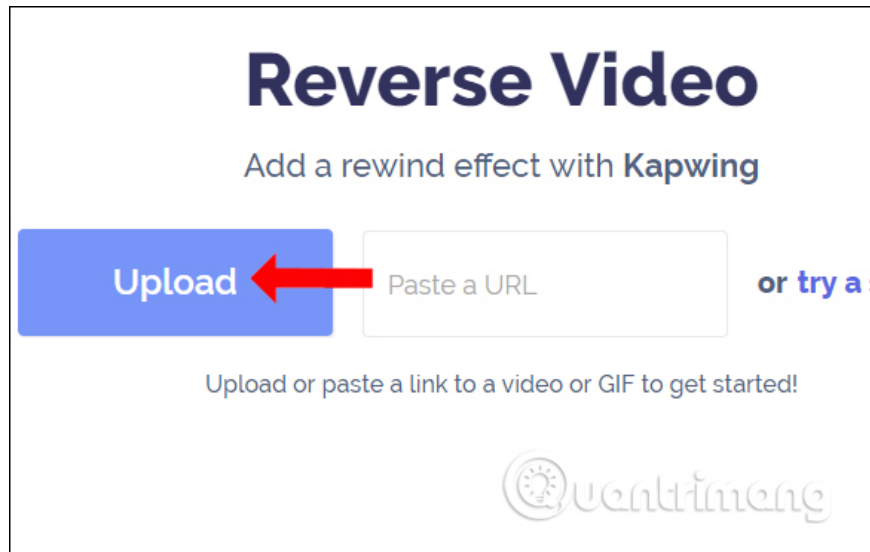 Reverse Video
Add a rewind effect with Kapwing
Upload
Paste a URL
or try a
Upload or paste a link to a video or GIF to get started!
Quantrimang